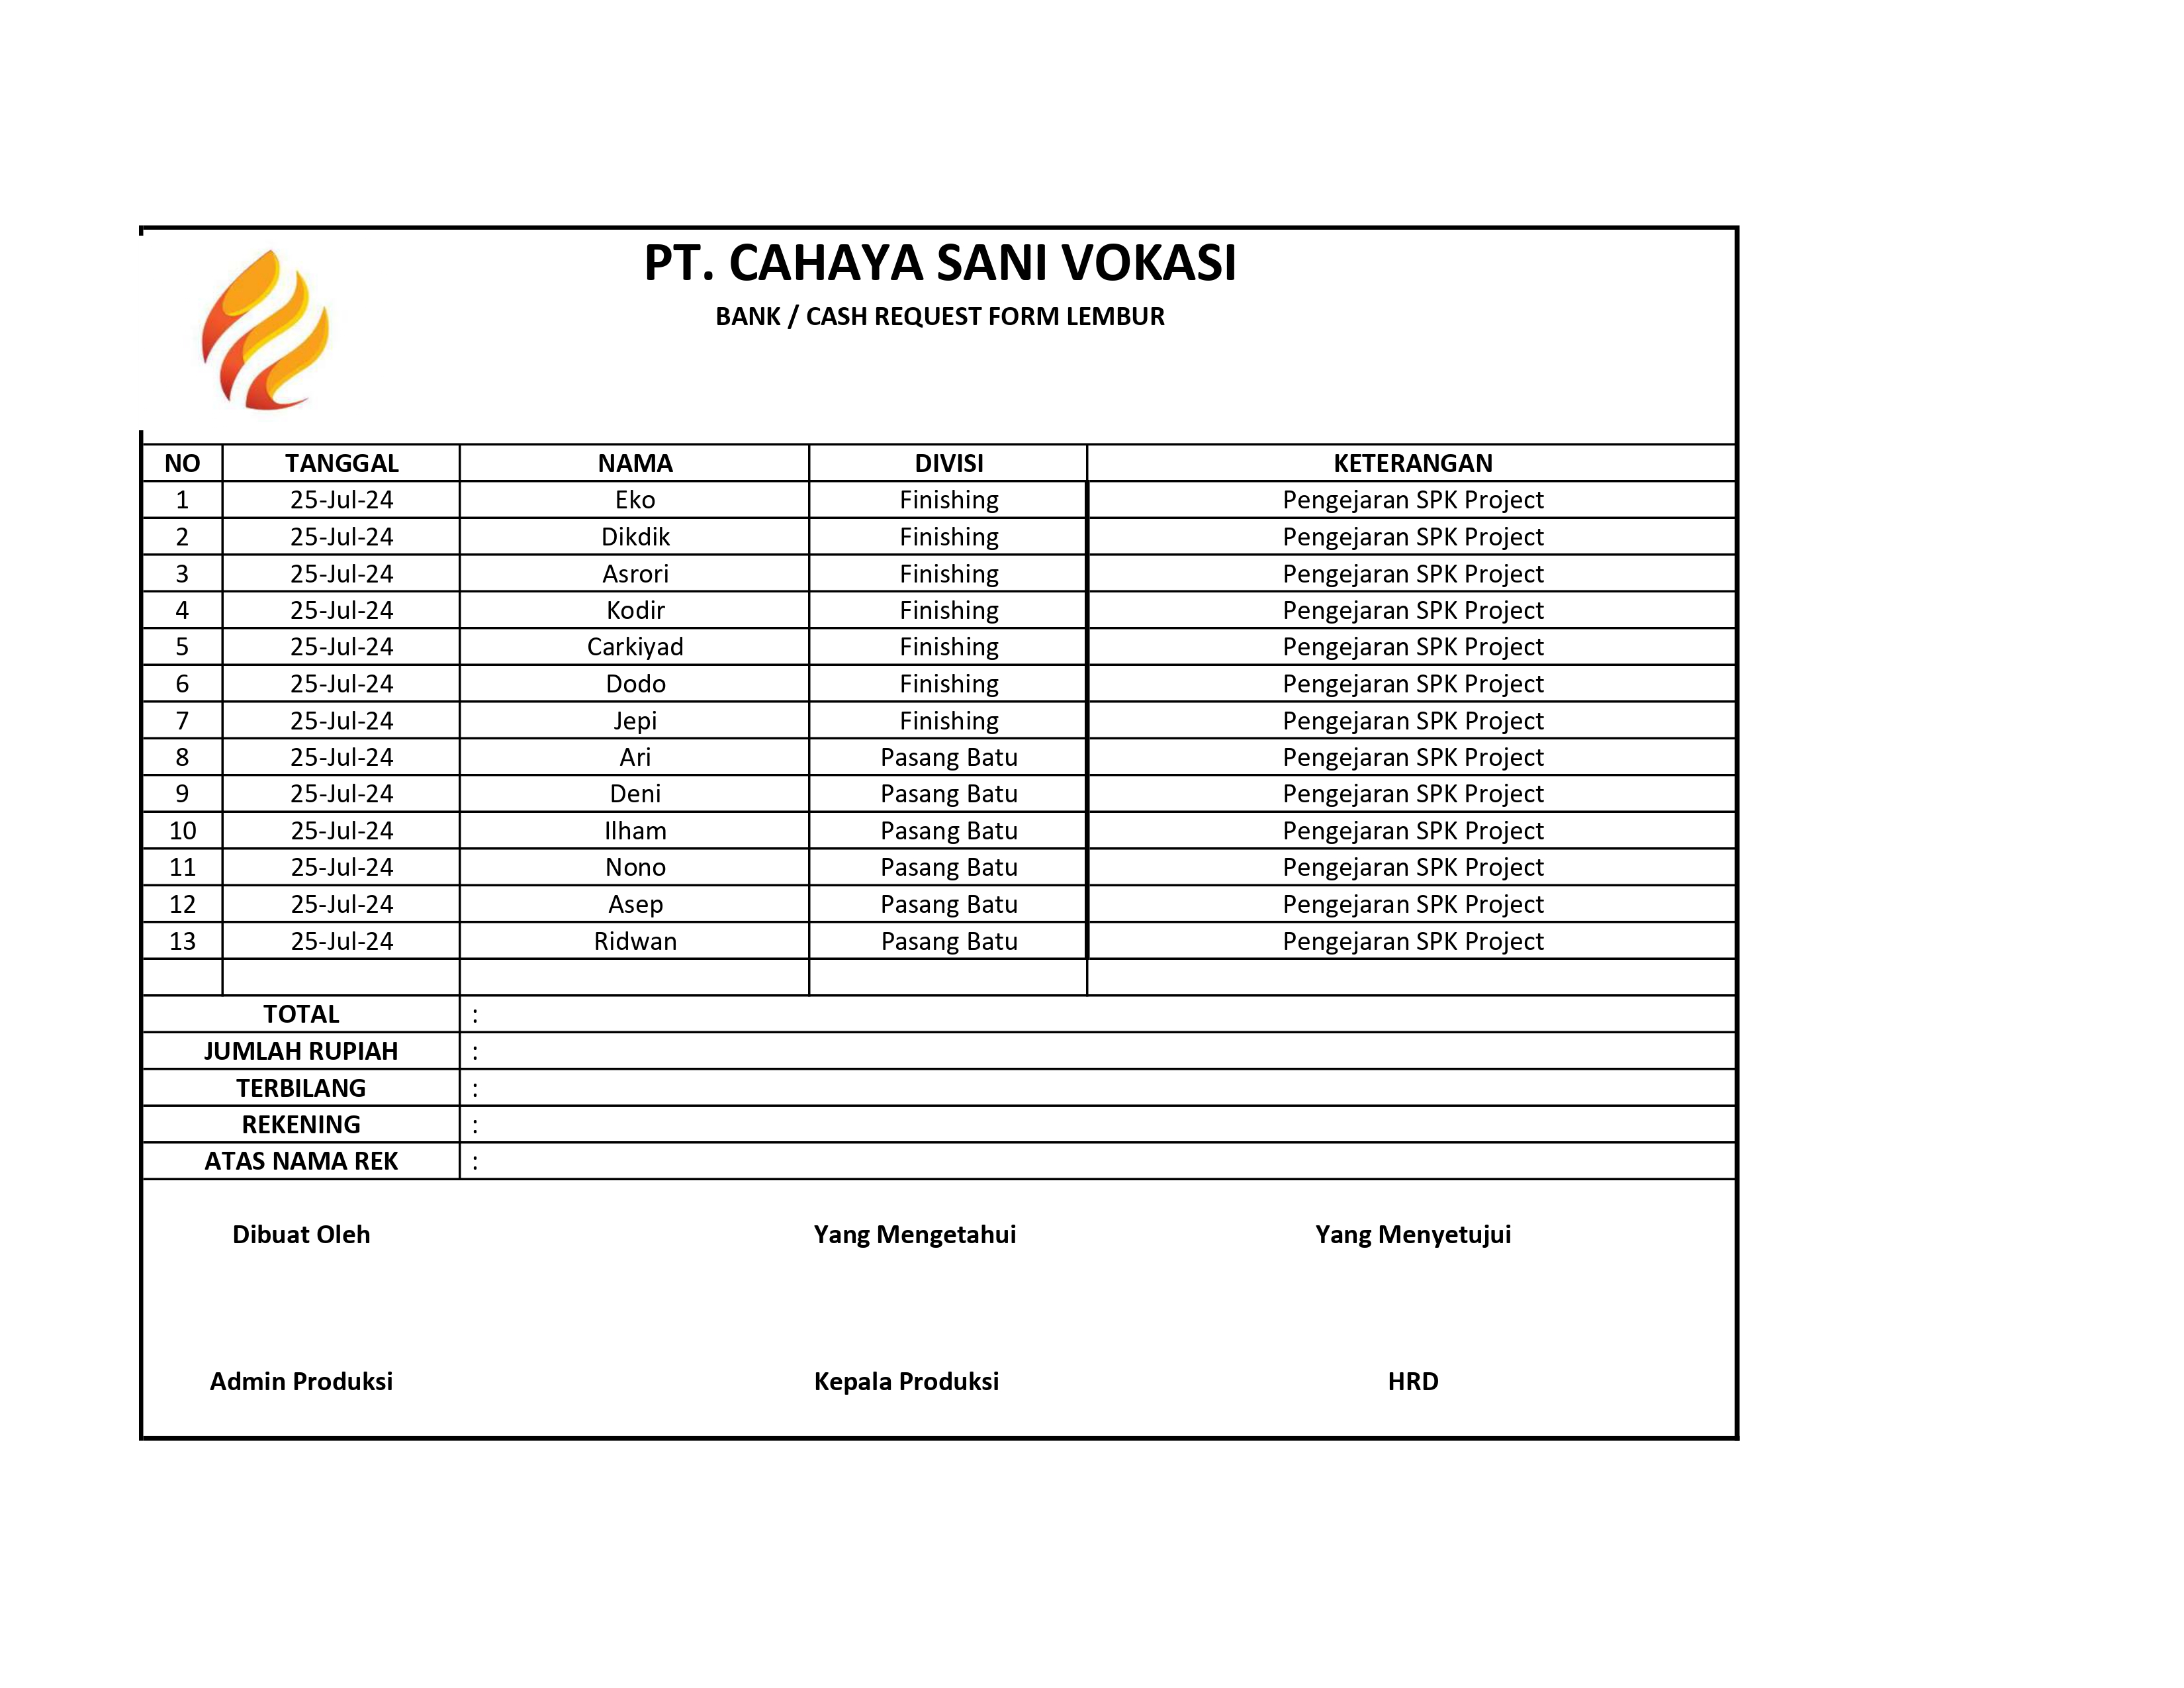 PT. CAHAYA SANI VOKASI
BANK / CASH REQUEST FORM LEMBUR
NO TANGGAL NAMA DIVISI KETERANGAN
1 25-Jul-24 Eko Finishing Pengejaran SPK Project
2 25-Jul-24 Dikdik Finishing Pengejaran SPK Project
3 25-Jul-24 Asrori Finishing Pengejaran SPK Project
4 25-Jul-24 Kodir Finishing Pengejaran SPK Project
5 25-Jul-24 Carkiyad Finishing Pengejaran SPK Project
6 25-Jul-24 Dodo Finishing Pengejaran SPK Project
7 25-Jul-24 Jepi Finishing Pengejaran SPK Project
8 25-Jul-24 Ari Pasang Batu Pengejaran SPK Project
9 25-Jul-24 Deni Pasang Batu Pengejaran SPK Project
10 25-Jul-24 Ilham Pasang Batu Pengejaran SPK Project
11 25-Jul-24 Nono Pasang Batu Pengejaran SPK Project
12 25-Jul-24 Asep Pasang Batu Pengejaran SPK Project
13 25-Jul-24 Ridwan Pasang Batu Pengejaran SPK Project
TOTAL :
JUMLAH RUPIAH :
TERBILANG :
REKENING :
ATAS NAMA REK :
Dibuat Oleh Yang Mengetahui Yang Menyetujui
Admin Produksi Kepala Produksi HRD